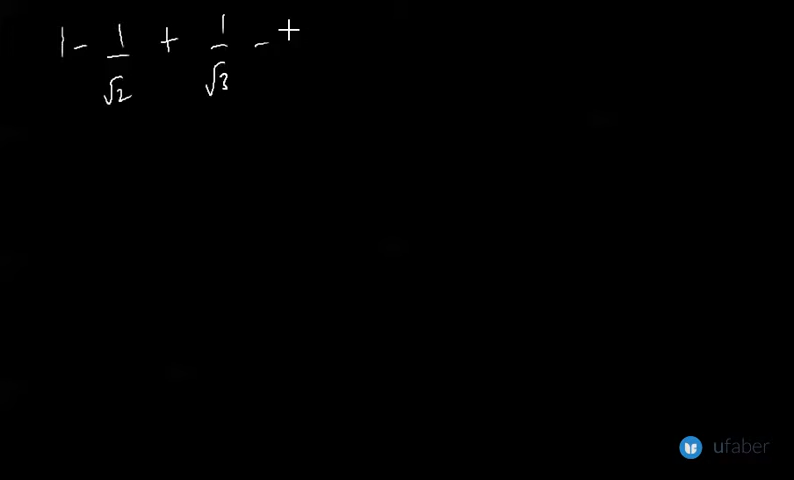 1 - 1/√2 + 1/√3 -
ufaber